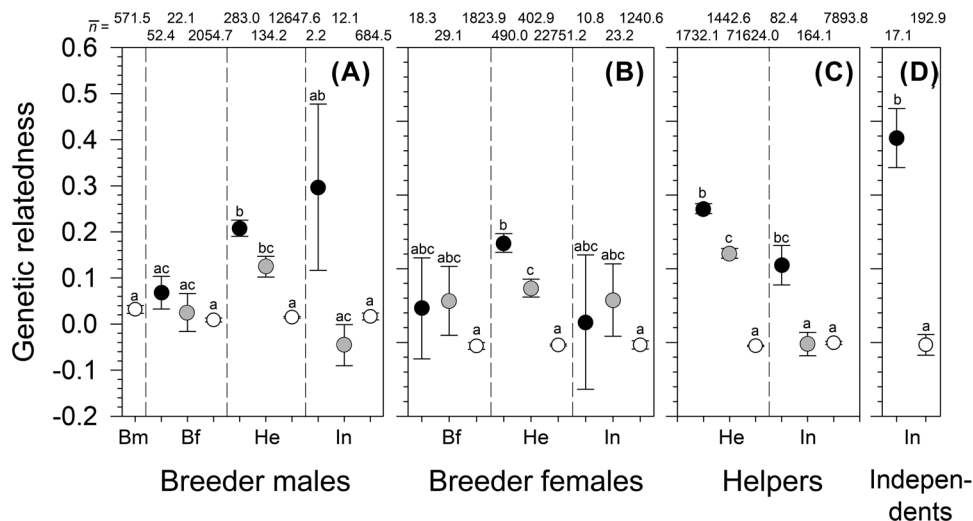 n̄ = 571.5 22.1 283.0 12647.6 12.1 18.3 1823.9 402.9 10.8 1240.6 1442.6 82.4 7893.8 192.9
52.4 2054.7 134.2 2.2 684.5 29.1 490.0 22751.2 23.2 1732.1 71624.0 164.1 17.1
0.6
0.5
0.4
0.3
0.2
0.1
0.0
-0.1
-0.2
Genetic relatedness
(A) (B) (C) (D)
a ac ac a b bc a ab ac a
abc abc a b c a abc abc a
b c a bc a a
b a
Bm Bf He In Bf He In He In In
Breeder males Breeder females Helpers Indepen-
dents